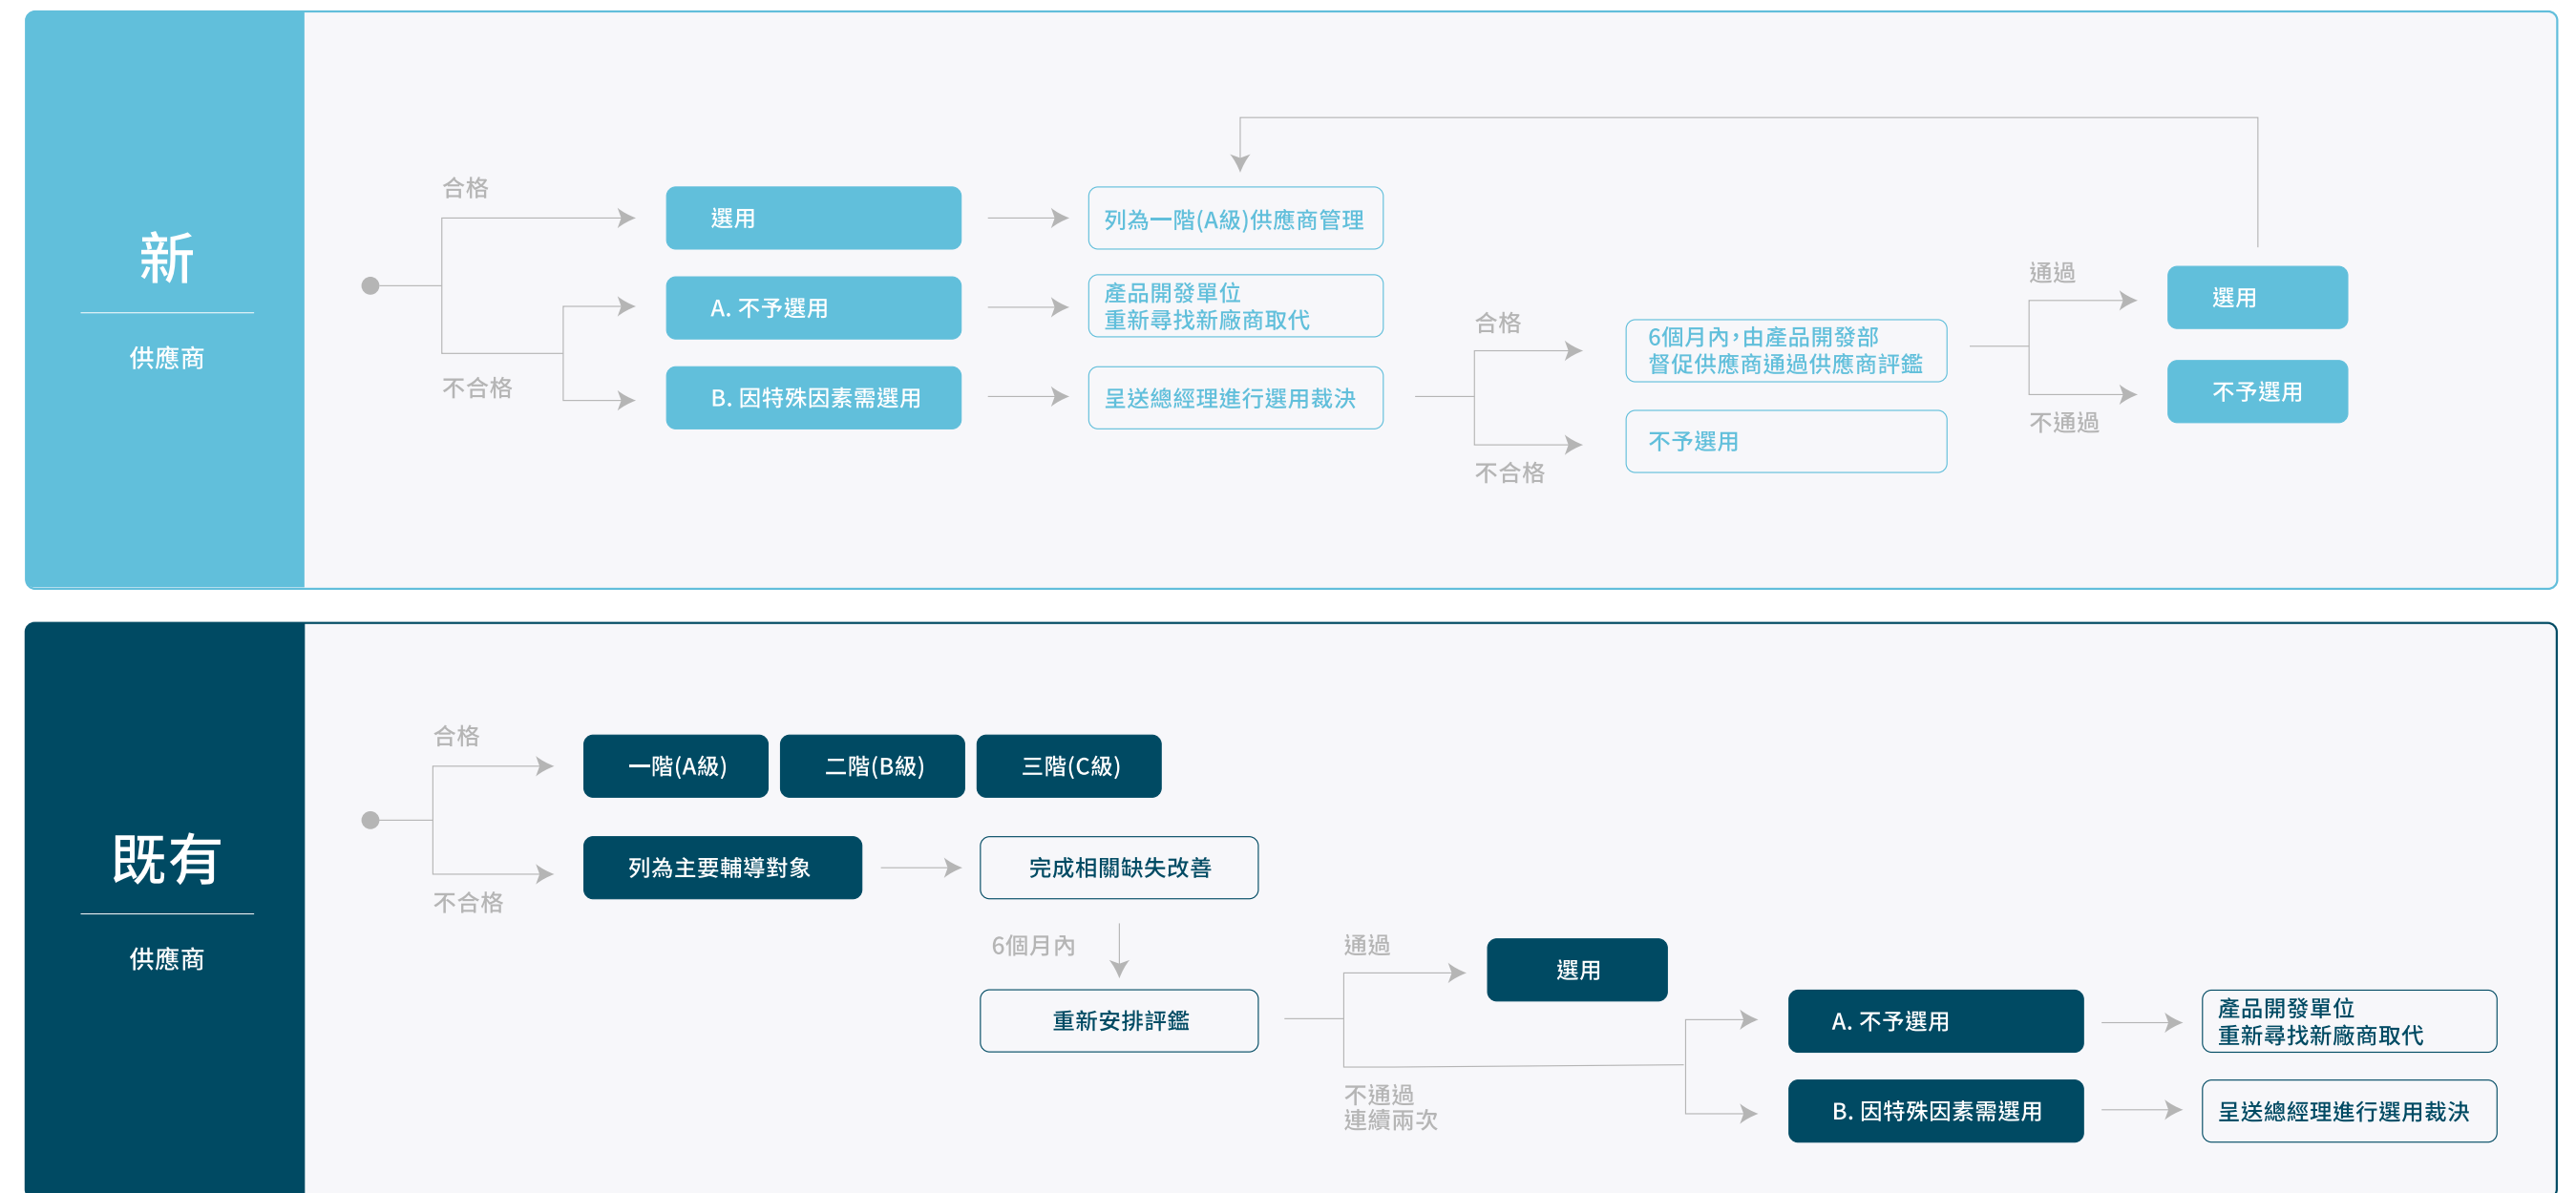 新
供應商
合格
不合格
選用
A. 不予選用
B. 因特殊因素需選用
列為一階(A級)供應商管理
產品開發單位
重新尋找新廠商取代
呈送總經理進行選用裁決
合格
不合格
6個月內，由產品開發部
督促供應商通過供應商評鑑
不予選用
通過
不通過
選用
不予選用
既有
供應商
合格
不合格
一階(A級)
二階(B級)
三階(C級)
列為主要輔導對象
完成相關缺失改善
6個月內
重新安排評鑑
通過
不通過
連續兩次
選用
A. 不予選用
B. 因特殊因素需選用
產品開發單位
重新尋找新廠商取代
呈送總經理進行選用裁決